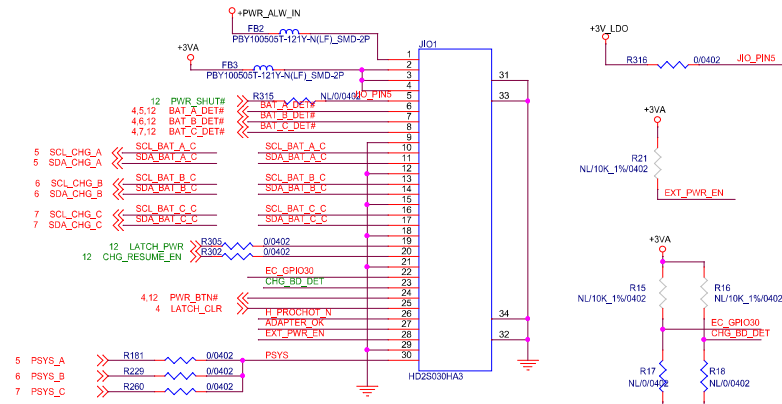 +PWR_ALW_IN
FB2
PBY100505T-121Y-N(LF)_SMD-2P
+3VA
FB3
PBY100505T-121Y-N(LF)_SMD-2P
JIO1
1
2
3
4
5
6
7
8
9
10
11
12
13
14
15
16
17
18
19
20
21
22
23
24
25
26
27
28
29
30
31
33
34
32
HD2S030HA3
12 PWR_SHUT#
R315
NL/0/0402
JIO_PIN5
4,5,12 BAT_A_DET#
BAT_A_DET#
4,6,12 BAT_B_DET#
BAT_B_DET#
4,7,12 BAT_C_DET#
BAT_C_DET#
5 SCL_CHG_A
SCL_BAT_A_C
SCL_BAT_A_C
5 SDA_CHG_A
SDA_BAT_A_C
SDA_BAT_A_C
6 SCL_CHG_B
SCL_BAT_B_C
SCL_BAT_B_C
6 SDA_CHG_B
SDA_BAT_B_C
SDA_BAT_B_C
7 SCL_CHG_C
SCL_BAT_C_C
SCL_BAT_C_C
7 SDA_CHG_C
SDA_BAT_C_C
SDA_BAT_C_C
12 LATCH_PWR
R305
0/0402
12 CHG_RESUME_EN
R302
0/0402
EC_GPIO30
CHG_BD_DET
4,12 PWR_BTN#
4 LATCH_CLR
H_PROCHOT_N
ADAPTER_OK
EXT_PWR_EN
5 PSYS_A
R181
0/0402
PSYS
6 PSYS_B
R229
0/0402
7 PSYS_C
R260
0/0402
+3V_LDO
R316
0/0402
JIO_PIN5
+3VA
R21
NL/10K_1%/0402
EXT_PWR_EN
+3VA
R15
NL/10K_1%/0402
R16
NL/10K_1%/0402
EC_GPIO30
CHG_BD_DET
R17
NL/0/0402
R18
NL/0/0402